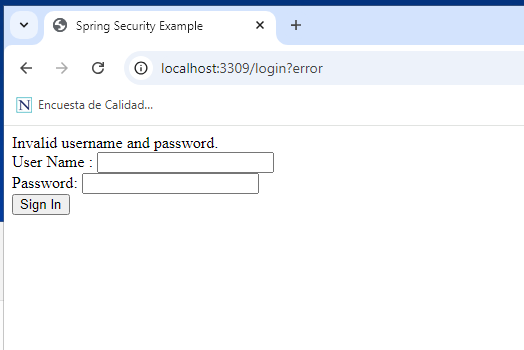 Spring Security Example
localhost:3309/login?error
N Encuesta de Calidad...
Invalid username and password.
User Name :
Password:
Sign In